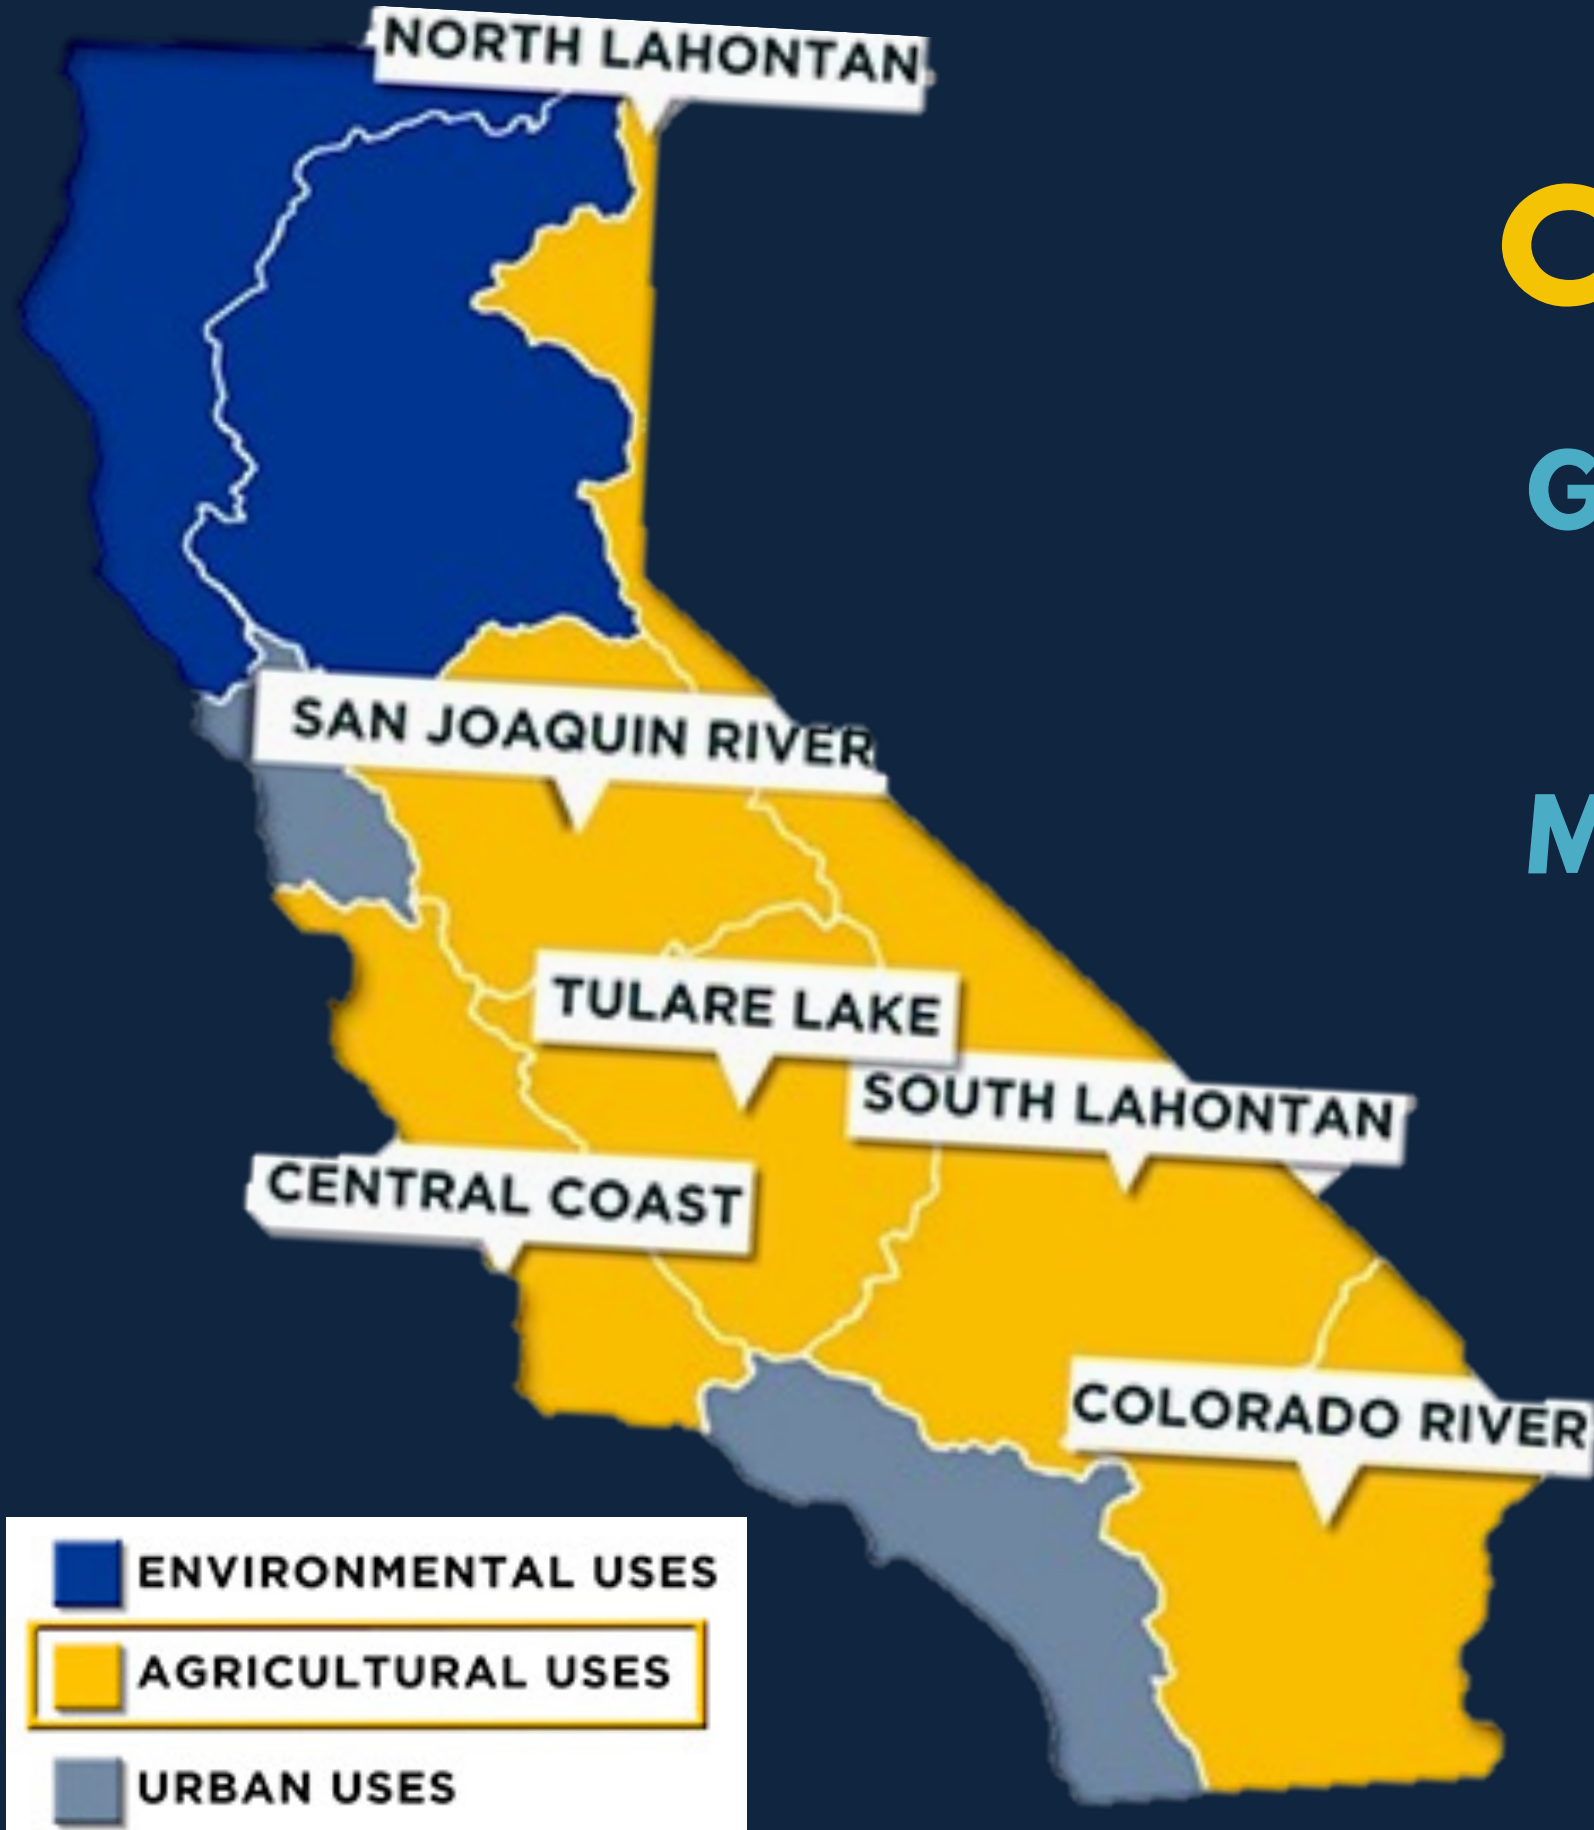 NORTH LAHONTAN
C
G
SAN JOAQUIN RIVER
M
TULARE LAKE
SOUTH LAHONTAN
CENTRAL COAST
COLORADO RIVER
ENVIRONMENTAL USES
AGRICULTURAL USES
URBAN USES